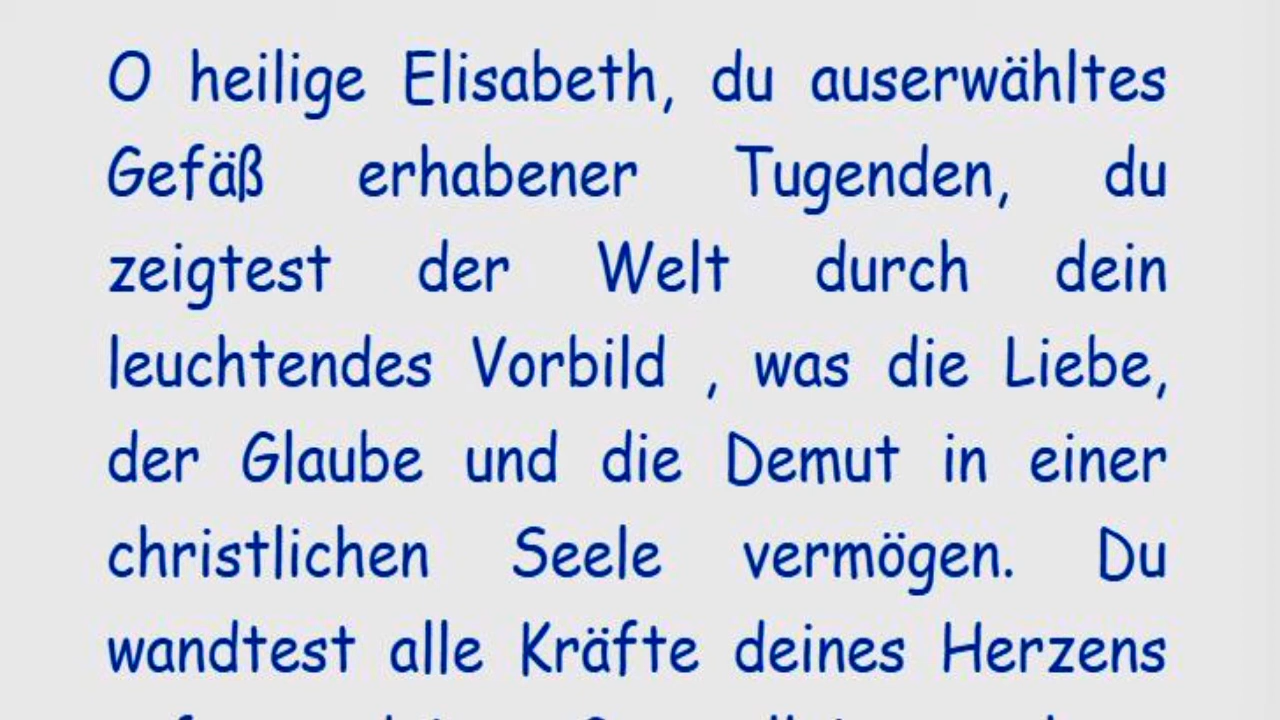 O heilige Elisabeth, du auserwähltes
Gefäß erhabener Tugenden, du
zeigtest der Welt durch dein
leuchtendes Vorbild , was die Liebe,
der Glaube und die Demut in einer
christlichen Seele vermögen. Du
wandtest alle Kräfte deines Herzens